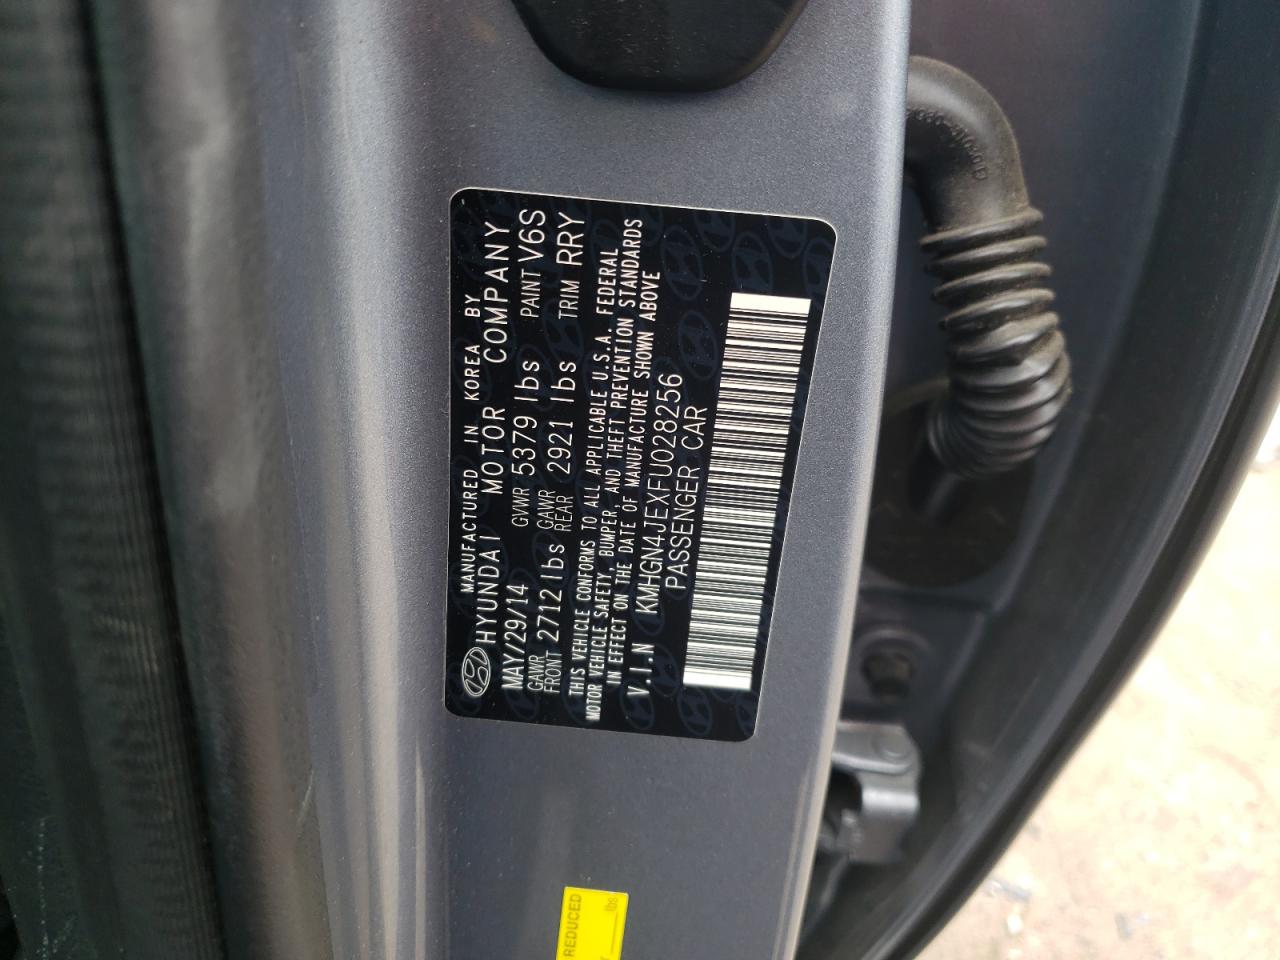 MANUFACTURED IN KOREA BY
HYUNDAI MOTOR COMPANY
MAY/29/14 GVWR 5379 lbs PAINT V6S
GAWR FRONT 2712 lbs GAWR REAR 2921 lbs TRIM RRY
THIS VEHICLE CONFORMS TO ALL APPLICABLE U.S.A. FEDERAL
MOTOR VEHICLE SAFETY, BUMPER, AND THEFT PREVENTION STANDARDS
IN EFFECT ON THE DATE OF MANUFACTURE SHOWN ABOVE
V.I.N KMHGN4JEXFU028256
PASSENGER CAR
REDUCED
lbs